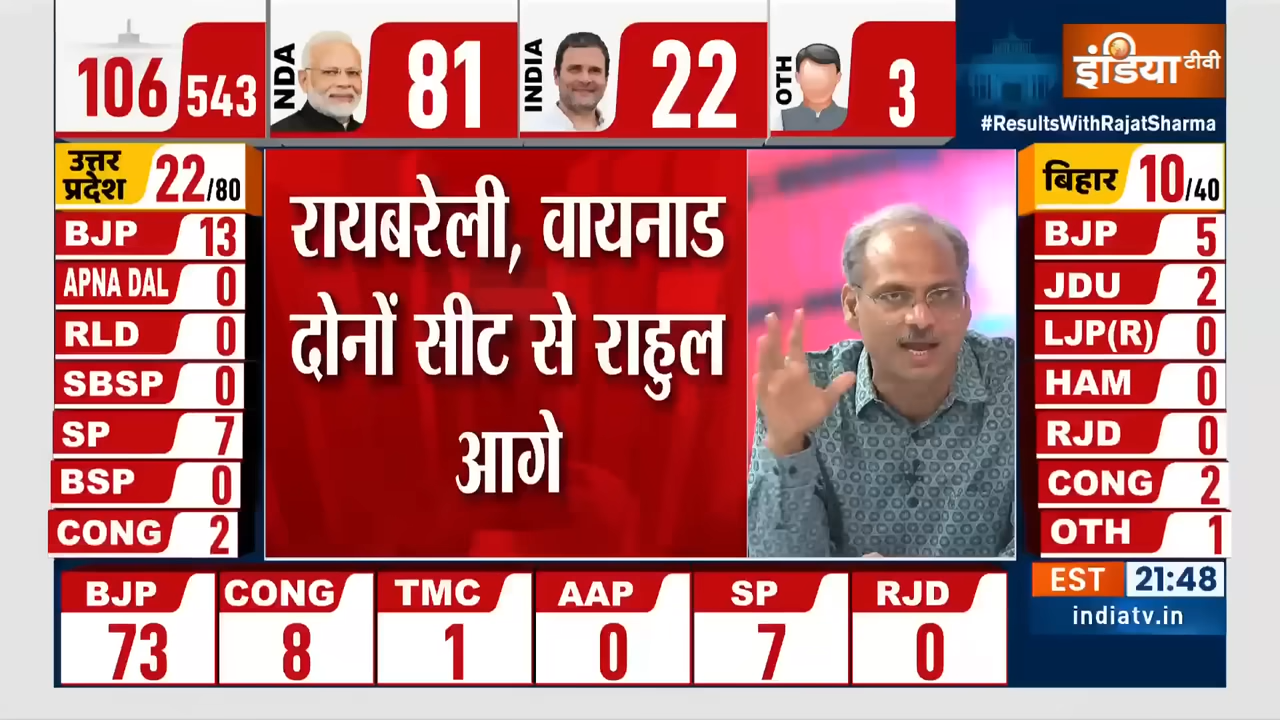 106 543
NDA 81
INDIA 22
OTH 3
इंडिया टीवी
#ResultsWithRajatSharma
उत्तर
प्रदेश 22/80
BJP 13
APNA DAL 0
RLD 0
SBSP 0
SP 7
BSP 0
CONG 2
रायबरेली, वायनाड
दोनों सीट से राहुल
आगे
बिहार 10/40
BJP 5
JDU 2
LJP(R) 0
HAM 0
RJD 0
CONG 2
OTH 1
EST 21:48
indiatv.in
BJP CONG TMC AAP SP RJD
73 8 1 0 7 0